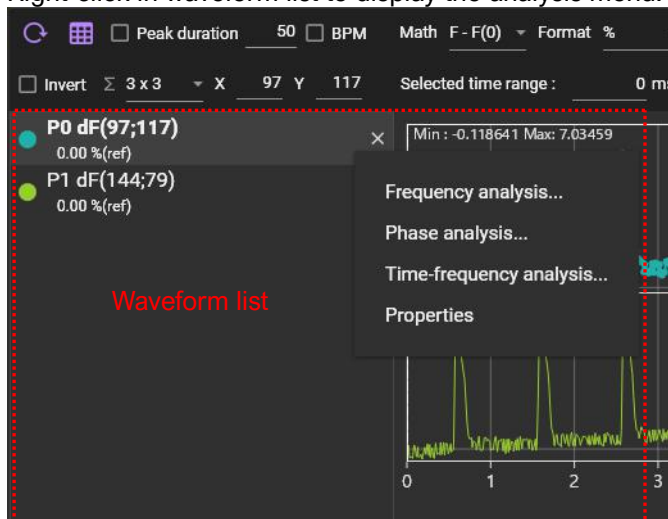 Right-click in waveform list to display the analysis menu.
Peak duration 50 BPM Math F - F(0) Format %
Invert Σ 3 x 3 X 97 Y 117 Selected time range : 0 ms
P0 dF(97;117)
0.00 %(ref)
Min : -0.118641 Max: 7.03459
P1 dF(144;79)
0.00 %(ref)
Frequency analysis...
Phase analysis...
Time-frequency analysis...
Properties
Waveform list
0 1 2 3